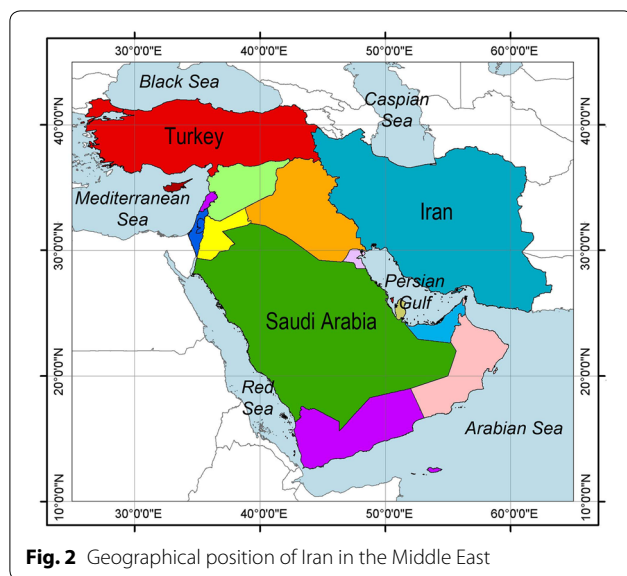 30°0'0"E 40°0'0"E 50°0'0"E 60°0'0"E
Black Sea
Caspian
Sea
40°0'0"N
40°0'0"N
Turkey
Mediterranean
Sea
Iran
30°0'0"N
30°0'0"N
Persian
Gulf
Saudi Arabia
20°0'0"N
20°0'0"N
Red
Sea
Arabian Sea
10°0'0"N
10°0'0"N
30°0'0"E 40°0'0"E 50°0'0"E 60°0'0"E
Fig. 2 Geographical position of Iran in the Middle East